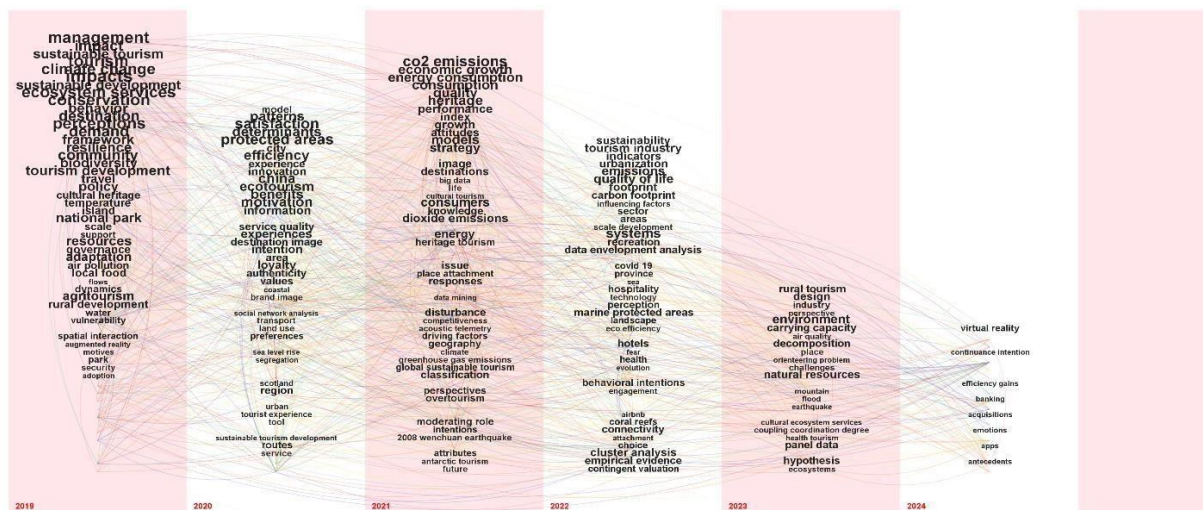 management
impact
sustainable tourism
tourism
climate change
impacts
sustainable development
ecosystem services
conservation
behavior
destination
perceptions
demand
framework
resilience
community
biodiversity
tourism development
travel
policy
cultural heritage
temperature
island
national park
scale
support
resources
governance
adaptation
air pollution
local food
flows
dynamics
agritourism
rural development
water
vulnerability
spatial interaction
augmented reality
motives
park
security
adoption
2019
model
patterns
satisfaction
determinants
protected areas
city
efficiency
experience
innovation
china
ecotourism
benefits
motivation
information
service quality
experiences
destination image
intention
area
loyalty
authenticity
values
coastal
brand image
social network analysis
transport
land use
preferences
sea level rise
segregation
scotland
region
urban
tourist experience
tool
sustainable tourism development
routes
service
2020
co2 emissions
economic growth
energy consumption
consumption
quality
heritage
performance
index
growth
attitudes
models
strategy
image
destinations
big data
life
cultural tourism
consumers
knowledge
dioxide emissions
energy
heritage tourism
issue
place attachment
responses
data mining
disturbance
competitiveness
acoustic telemetry
driving factors
geography
climate
greenhouse gas emissions
global sustainable tourism
classification
perspectives
overtourism
moderating role
intentions
2008 wenchuan earthquake
attributes
antarctic tourism
future
2021
sustainability
tourism industry
indicators
urbanization
emissions
quality of life
footprint
carbon footprint
influencing factors
sector
areas
scale development
systems
recreation
data envelopment analysis
covid 19
province
sea
hospitality
technology
perception
marine protected areas
landscape
eco efficiency
hotels
fear
health
evolution
behavioral intentions
engagement
airbnb
coral reefs
connectivity
attachment
choice
cluster analysis
empirical evidence
contingent valuation
2022
rural tourism
design
industry
perspective
environment
carrying capacity
air quality
decomposition
place
orienteering problem
challenges
natural resources
mountain
flood
earthquake
cultural ecosystem services
coupling coordination degree
health tourism
panel data
hypothesis
ecosystems
2023
virtual reality
continuance intention
efficiency gains
banking
acquisitions
emotions
apps
antecedents
2024